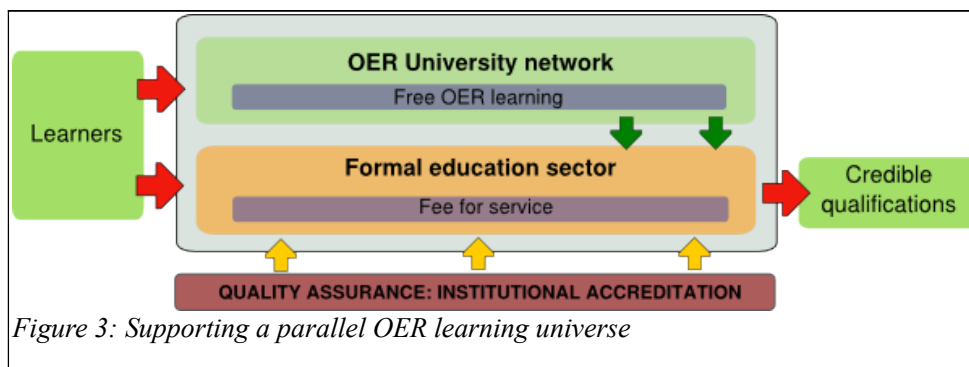 OER University network
Free OER learning
Learners
Formal education sector
Fee for service
Credible
qualifications
QUALITY ASSURANCE: INSTITUTIONAL ACCREDITATION
Figure 3: Supporting a parallel OER learning universe